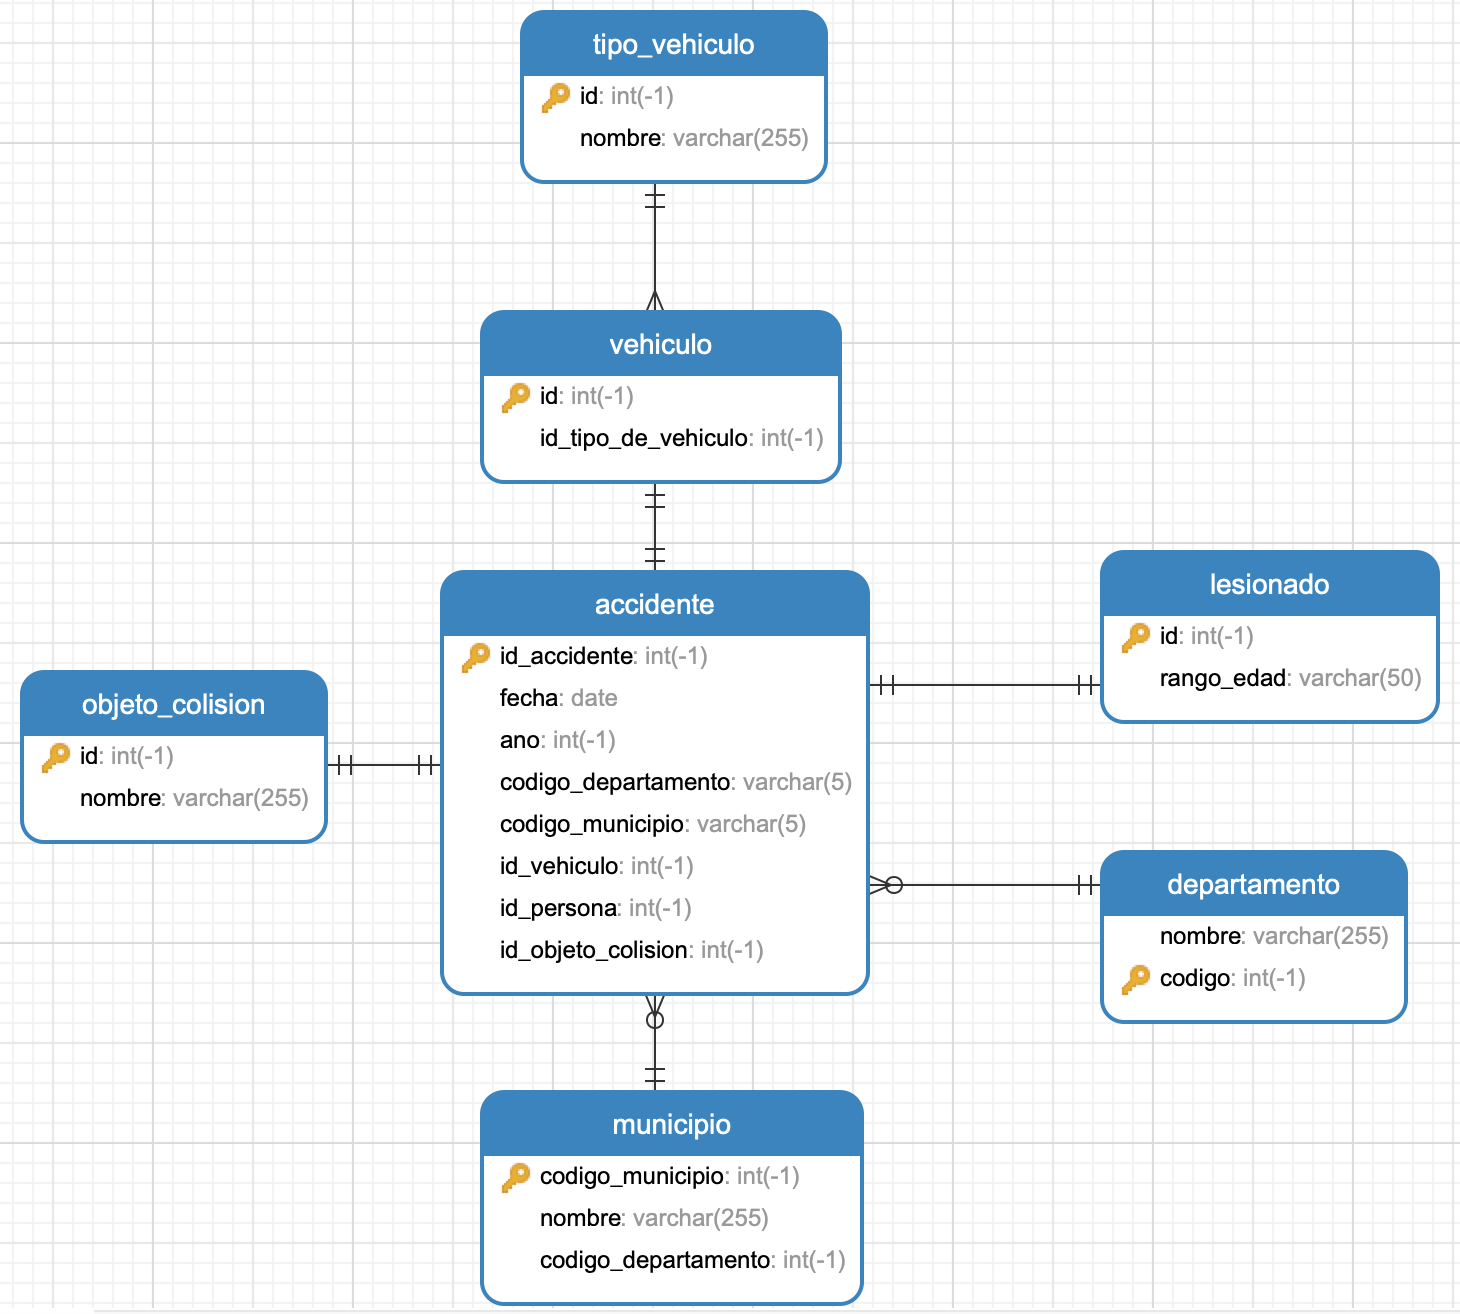 tipo_vehiculo
id: int(-1)
nombre: varchar(255)
vehiculo
id: int(-1)
id_tipo_de_vehiculo: int(-1)
accidente
id_accidente: int(-1)
fecha: date
ano: int(-1)
codigo_departamento: varchar(5)
codigo_municipio: varchar(5)
id_vehiculo: int(-1)
id_persona: int(-1)
id_objeto_colision: int(-1)
lesionado
id: int(-1)
rango_edad: varchar(50)
objeto_colision
id: int(-1)
nombre: varchar(255)
departamento
nombre: varchar(255)
codigo: int(-1)
municipio
codigo_municipio: int(-1)
nombre: varchar(255)
codigo_departamento: int(-1)